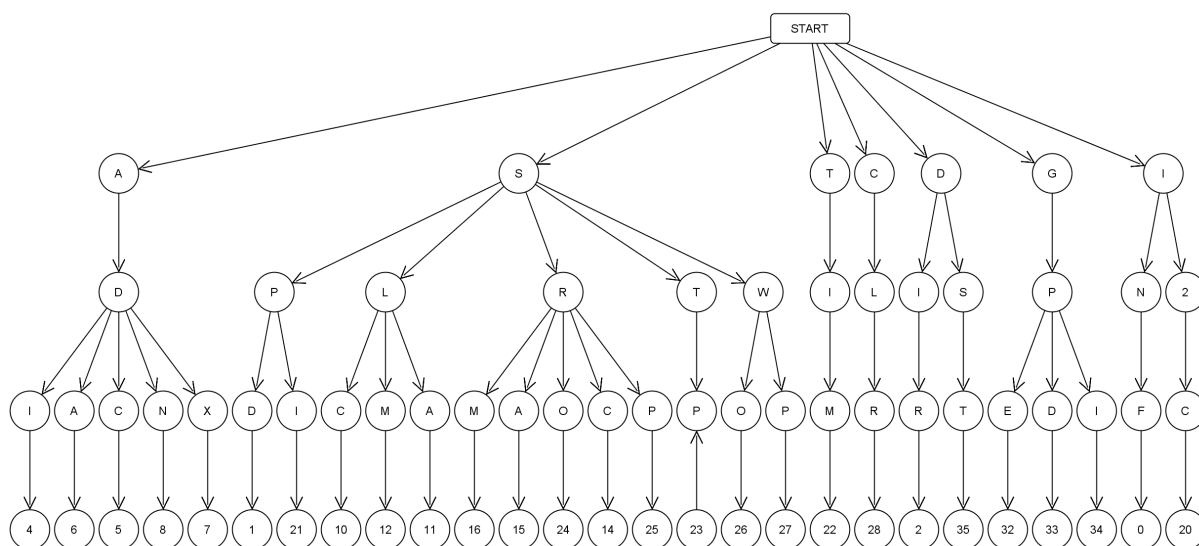 START
A S T C D G I
D P L R T W I L I S P N 2
I A C N X D I C M A M A O C P P O P M R R T E D I F C
4 6 5 8 7 1 21 10 12 11 16 15 24 14 25 23 26 27 22 28 2 35 32 33 34 0 20